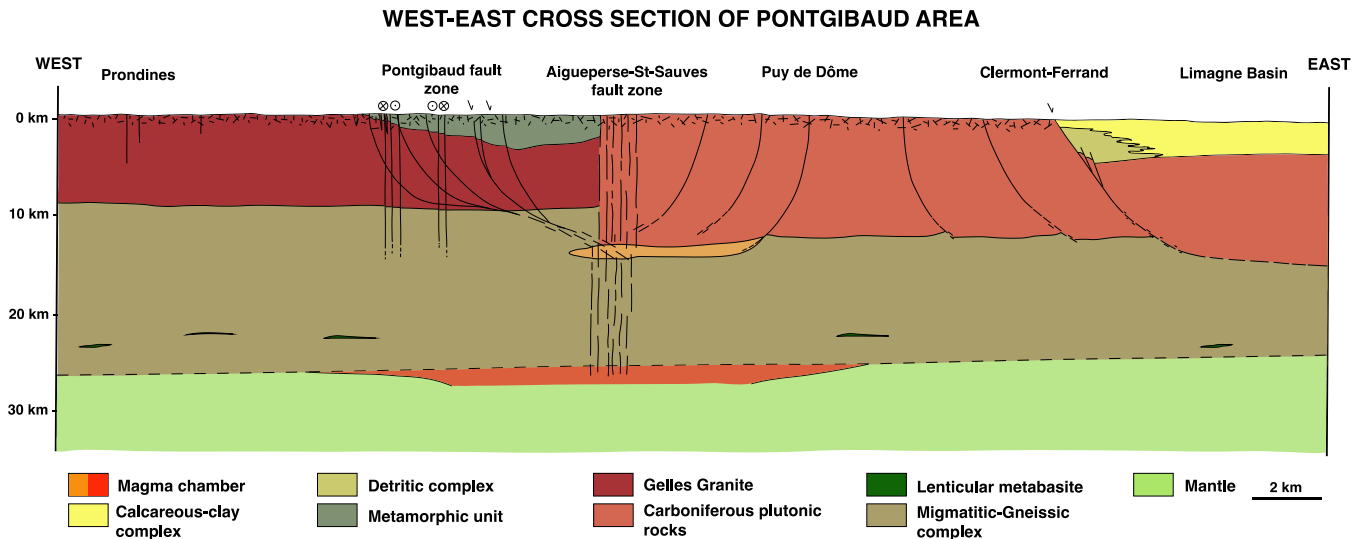 WEST-EAST CROSS SECTION OF PONTGIBAUD AREA
WEST
Prondines
Pontgibaud fault
zone
Aigueperse-St-Sauves
fault zone
Puy de Dôme
Clermont-Ferrand
Limagne Basin
EAST
0 km
10 km
20 km
30 km
Magma chamber
Calcareous-clay
complex
Detritic complex
Metamorphic unit
Gelles Granite
Carboniferous plutonic
rocks
Lenticular metabasite
Migmatitic-Gneissic
complex
Mantle
2 km